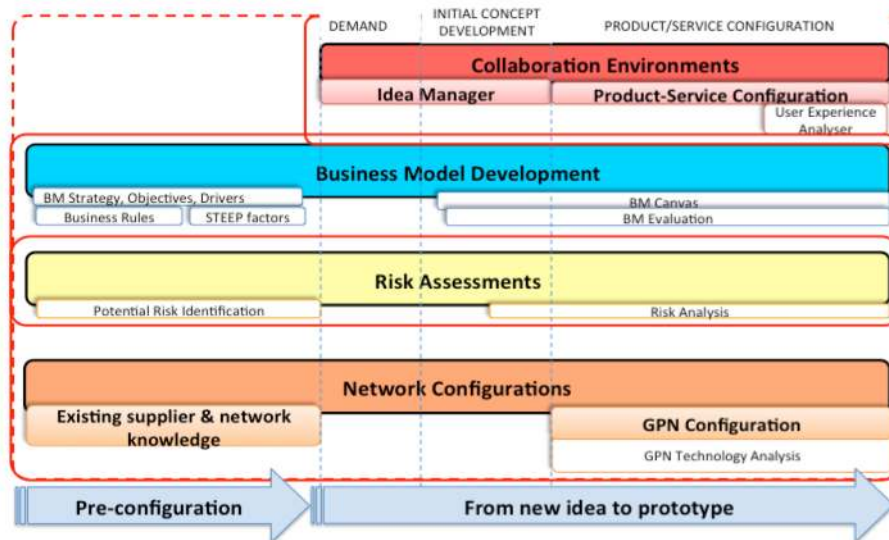 DEMAND
INITIAL CONCEPT
DEVELOPMENT
PRODUCT/SERVICE CONFIGURATION
Collaboration Environments
Idea Manager
Product-Service Configuration
User Experience
Analyser
Business Model Development
BM Strategy, Objectives, Drivers
BM Canvas
Business Rules
STEEP factors
BM Evaluation
Risk Assessments
Potential Risk Identification
Risk Analysis
Network Configurations
Existing supplier & network
knowledge
GPN Configuration
GPN Technology Analysis
Pre-configuration
From new idea to prototype